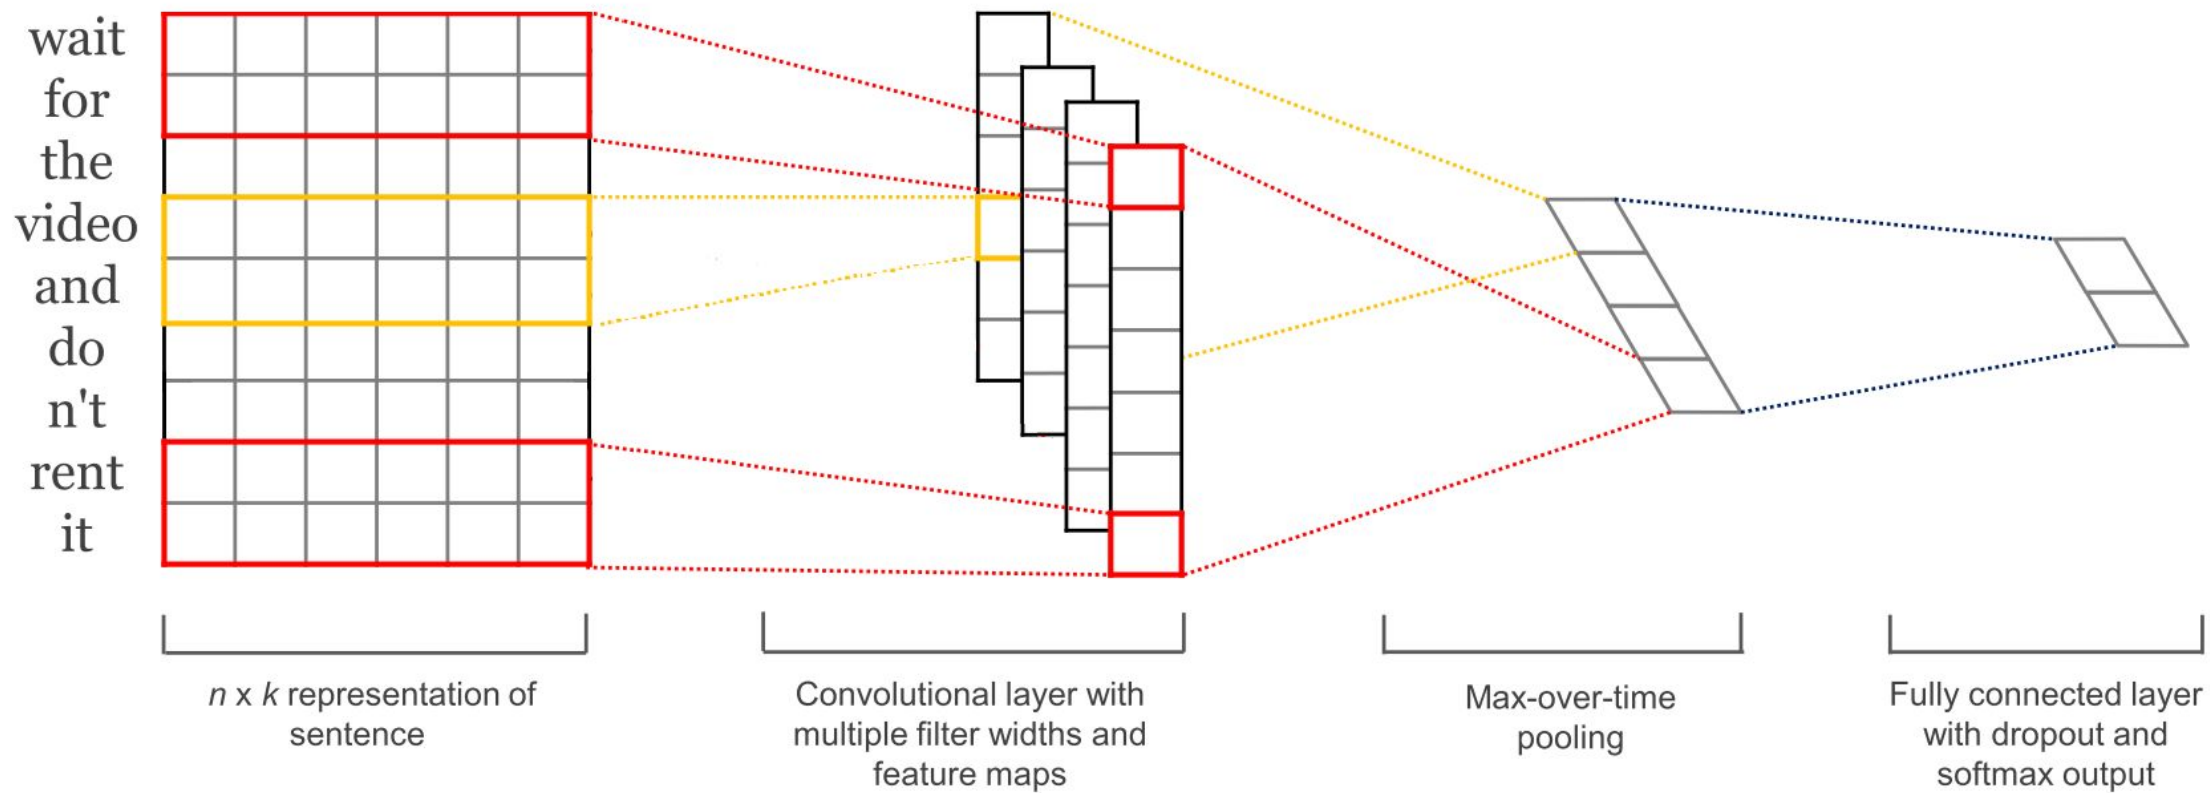 wait
for
the
video
and
do
n't
rent
it
n x k representation of
sentence
Convolutional layer with
multiple filter widths and
feature maps
Max-over-time
pooling
Fully connected layer
with dropout and
softmax output